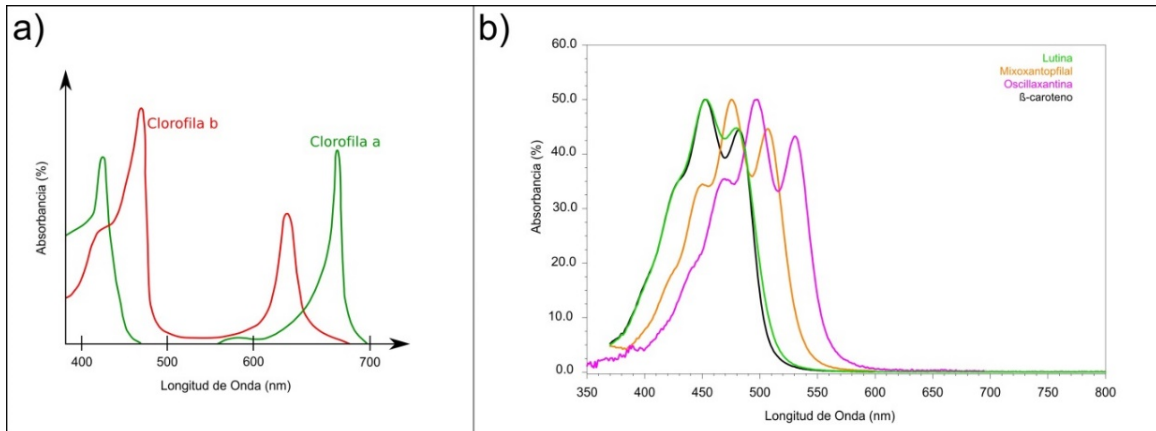 a)
Clorofila b
Clorofila a
Absorbancia (%)
400
500
600
700
Longitud de Onda (nm)
b)
60.0
50.0
40.0
30.0
20.0
10.0
0.0
Lutina
Mixoxantopfilal
Oscillaxantina
ß-caroteno
Absorbancia (%)
350
400
450
500
550
600
650
700
750
800
Longitud de Onda (nm)